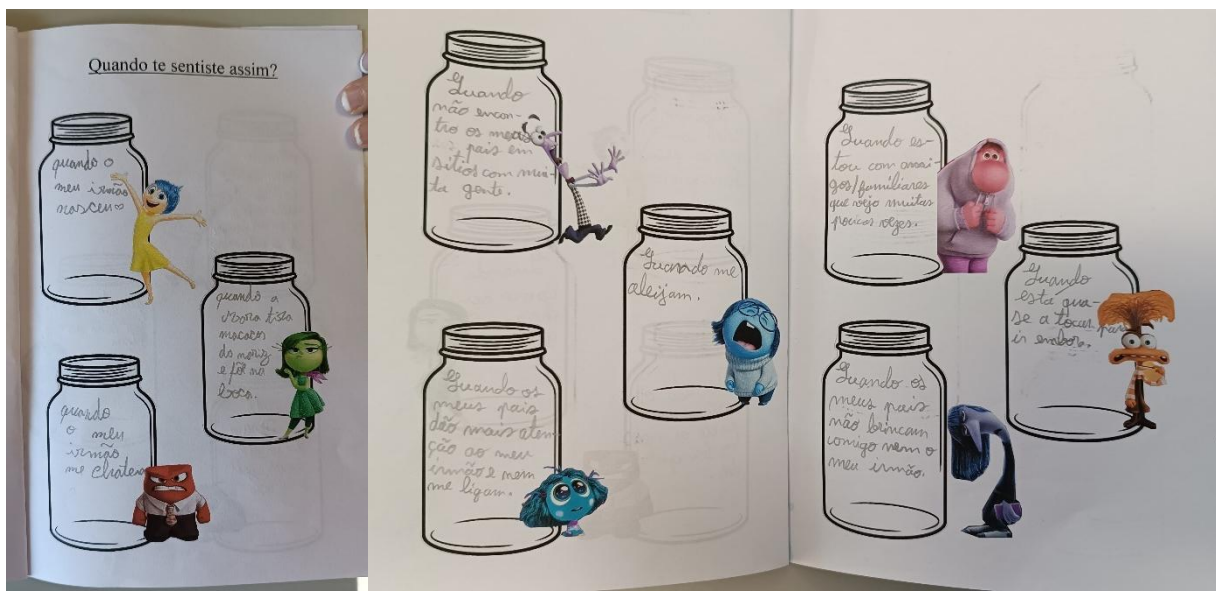 Quando te sentiste assim?
quando o
meu irmão
nasceu
quando a
tira
macacos
do nariz
e põe na
boca.
quando
o meu
irmão
me chateia
Quando
não encon-
tro os meus
pais em
sítios com mui-
ta gente.
Quando me
aleijam.
Quando os
meus pais
dão mais aten-
ção ao meu
irmão e nem
me ligam.
Quando es-
tou com ami-
gos/familiares
que vejo muitas
poucas vezes.
Quando
está qua-
se a tocar para
ir embora.
Quando os
meus pais
não brincam
comigo nem o
meu irmão.